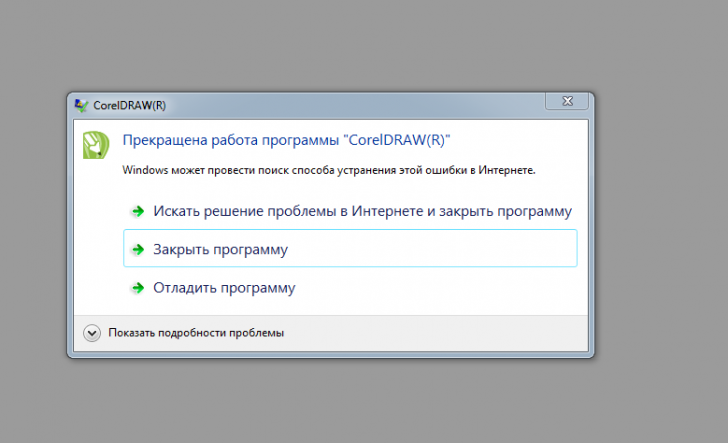 CorelDRAW(R)
Прекращена работа программы "CorelDRAW(R)"
Windows может провести поиск способа устранения этой ошибки в Интернете.
Искать решение проблемы в Интернете и закрыть программу
Закрыть программу
Отладить программу
Показать подробности проблемы